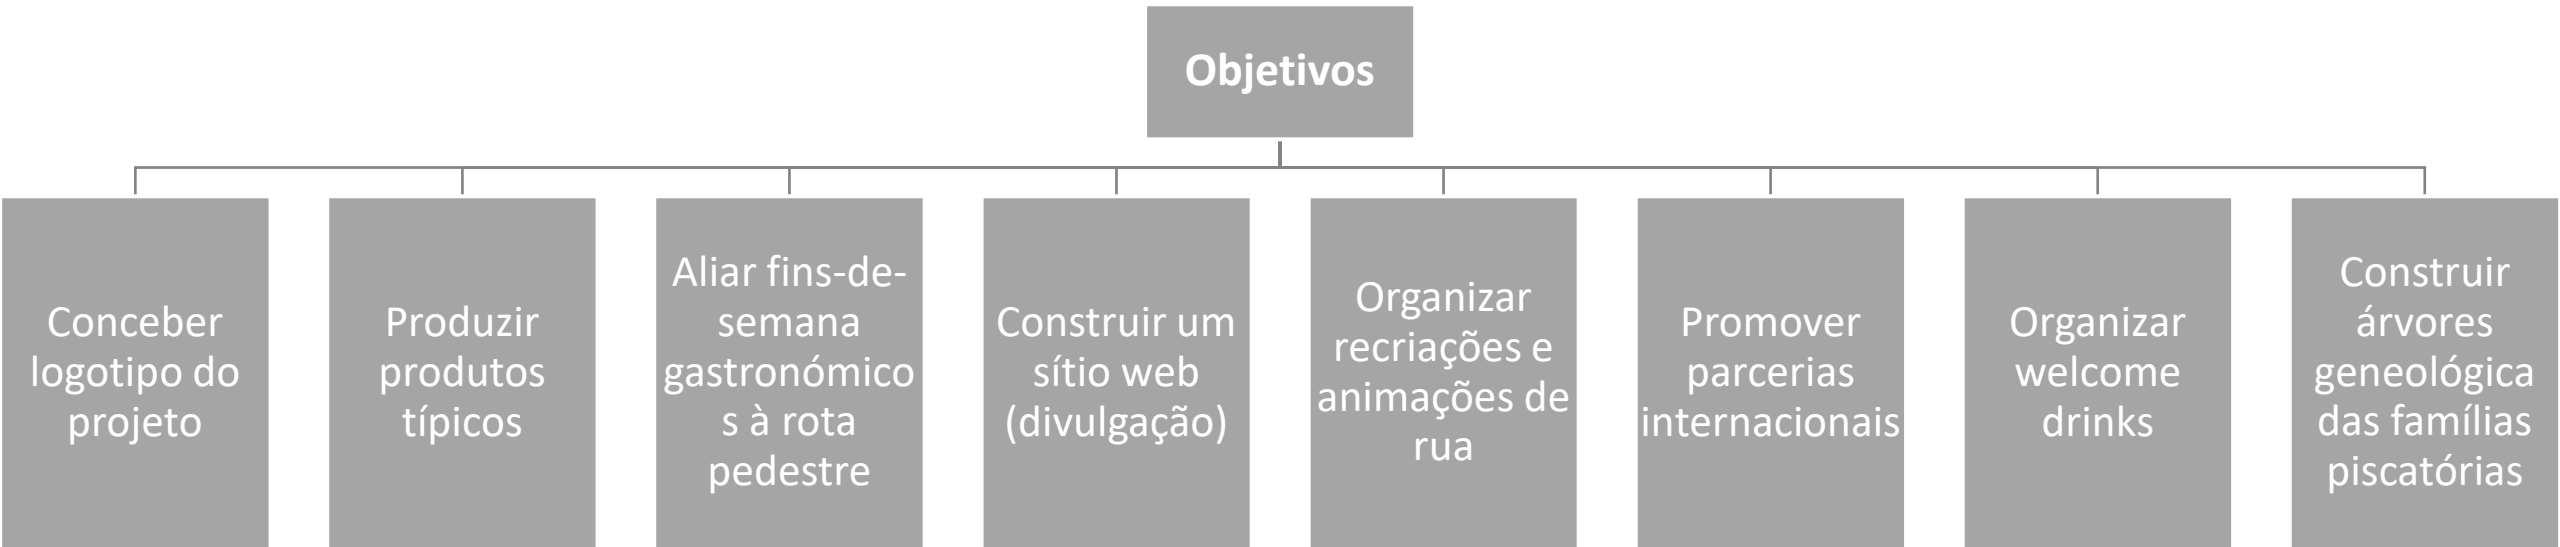 Objetivos
Conceber
logotipo do
projeto
Produzir
produtos
típicos
Aliar fins-de-
semana
gastronómico
s à rota
pedestre
Construir um
sítio web
(divulgação)
Organizar
recriações e
animações de
rua
Promover
parcerias
internacionais
Organizar
welcome
drinks
Construir
árvores
geneológica
das famílias
piscatórias